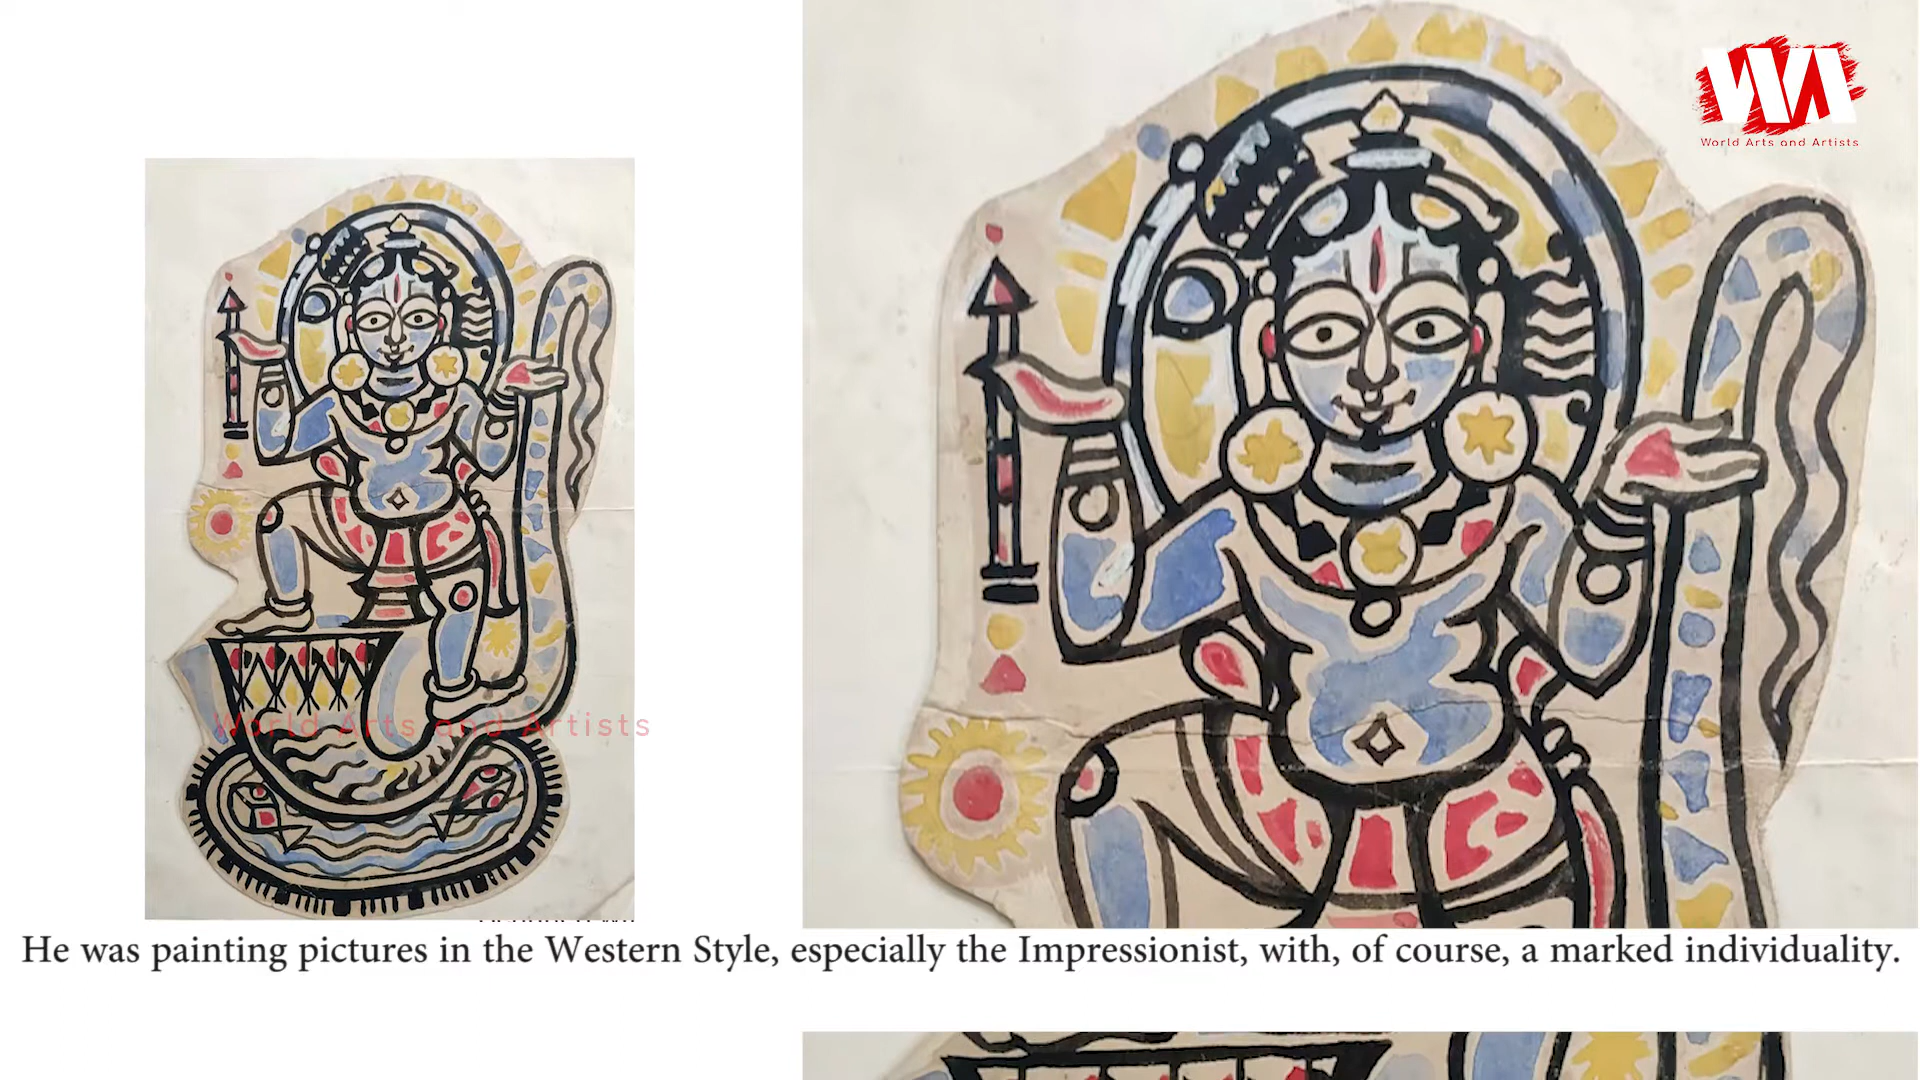 World Arts and Artists
World Arts and Artists
He was painting pictures in the Western Style, especially the Impressionist, with, of course, a marked individuality.